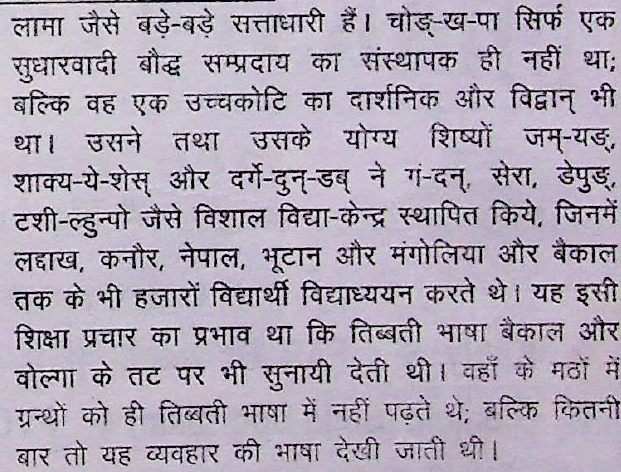 लामा जैसे बड़े-बड़े सत्ताधारी हैं। चोङ्-ख-पा सिर्फ एक
सुधारवादी बौद्ध सम्प्रदाय का संस्थापक ही नहीं था;
बल्कि वह एक उच्चकोटि का दार्शनिक और विद्वान् भी
था। उसने तथा उसके योग्य शिष्यों जम्-यङ्,
शाक्य-ये-शेस् और दर्गे-दुन्-डब् ने गं-दन्, सेरा, डेपुङ्,
टशी-ल्हुन्पो जैसे विशाल विद्या-केन्द्र स्थापित किये, जिनमें
लद्दाख, कनौर, नेपाल, भूटान और मंगोलिया और बैकाल
तक के भी हजारों विद्यार्थी विद्याध्ययन करते थे। यह इसी
शिक्षा प्रचार का प्रभाव था कि तिब्बती भाषा बैकाल और
वोल्गा के तट पर भी सुनायी देती थी। वहाँ के मठों में
ग्रन्थों को ही तिब्बती भाषा में नहीं पढ़ते थे; बल्कि कितनी
बार तो यह व्यवहार की भाषा देखी जाती थी।